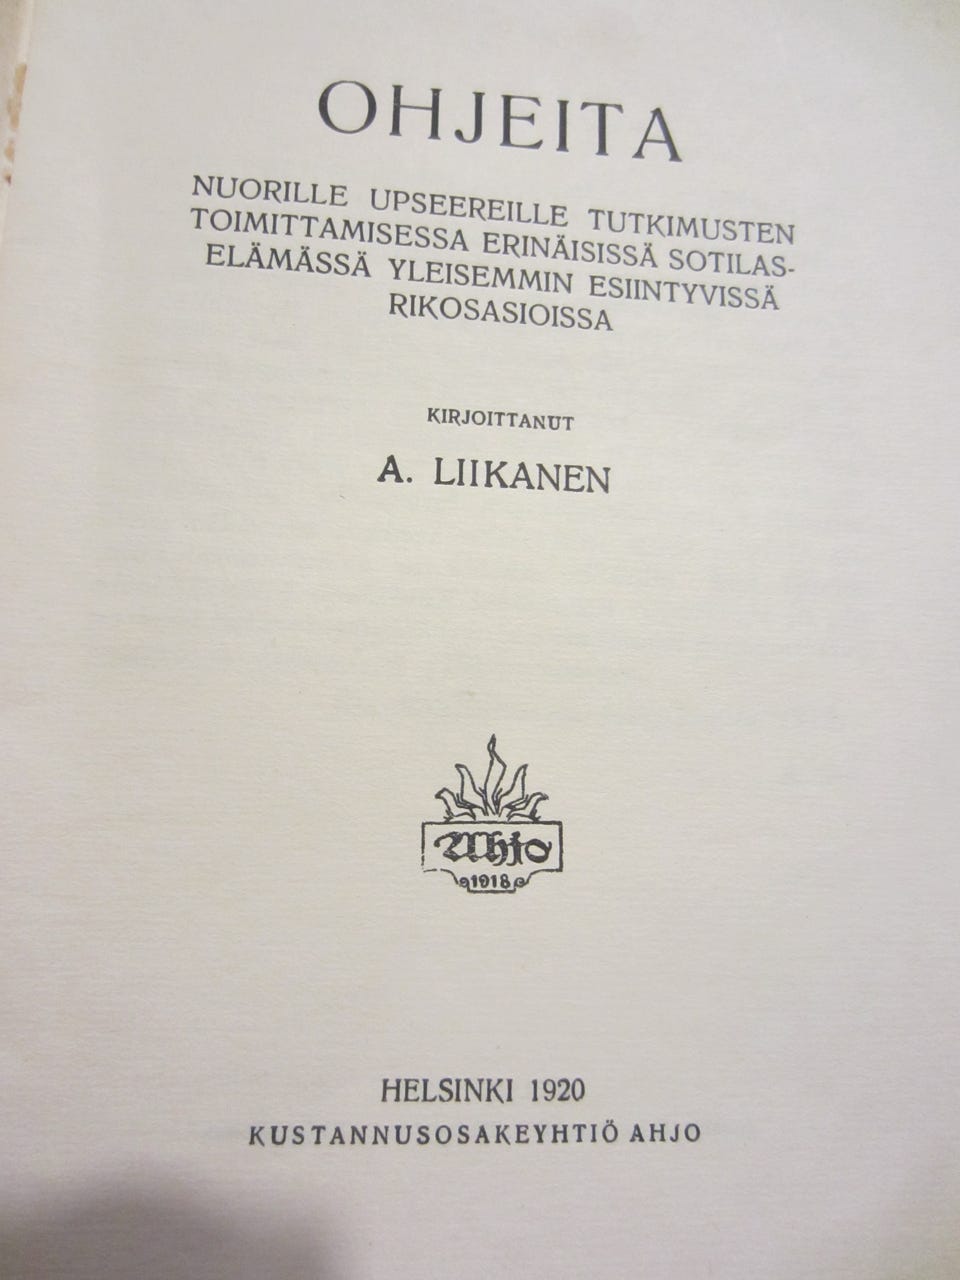 OHJEITA
NUORILLE UPSEEREILLE TUTKIMUSTEN
TOIMITTAMISESSA ERINÄISISSÄ SOTILAS-
ELÄMÄSSÄ YLEISEMMIN ESIINTYVISSÄ
RIKOSASIOISSA
KIRJOITTANUT
A. LIIKANEN
Ahjo
1918
HELSINKI 1920
KUSTANNUSOSAKEYHTIÖ AHJO